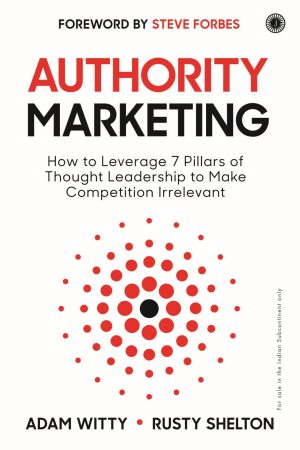 FOREWORD BY STEVE FORBES
AUTHORITY
MARKETING
How to Leverage 7 Pillars of
Thought Leadership to Make
Competition Irrelevant
For sale in the Indian Subcontinent only
ADAM WITTY • RUSTY SHELTON